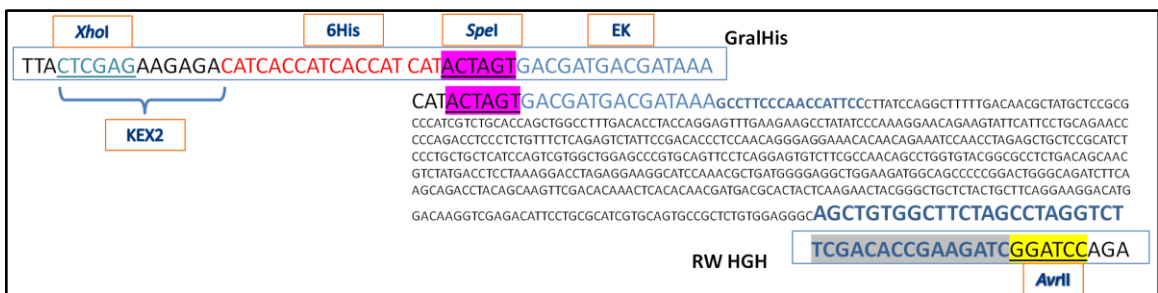 XhoI 6His SpeI EK
GralHis
TTACTCGAGAAGAGACATCACCATCACCAT CATACTAGTGACGATGACGATAAA
CATACTAGTGACGATGACGATAAAGCCTTCCCAACCATTCCCTTATCCAGGCTTTTTGACAACGCTATGCTCCGCG
KEX2
CCCATCGTCTGCACCAGCTGGCCTTTGACACCTACCAGGAGTTTGAAGAAGCCTATATCCCAAAGGAACAGAAGTATTCATTCCTGCAGAACC
CCCAGACCTCCCTCTGTTTCTCAGAGTCTATTCCGACACCCTCCAACAGGGAGGAAACACAACAGAAATCCAACCTAGAGCTGCTCCGCATCT
CCCTGCTGCTCATCCAGTCGTGGCTGGAGCCCGTGCAGTTCCTCAGGAGTGTCTTCGCCAACAGCCTGGTGTACGGCGCCTCTGACAGCAAC
GTCTATGACCTCCTAAAGGACCTAGAGGAAGGCATCCAAACGCTGATGGGGAGGCTGGAAGATGGCAGCCCCCGGACTGGGCAGATCTTCA
AGCAGACCTACAGCAAGTTCGACACAAACTCACACAACGATGACGCACTACTCAAGAACTACGGGCTGCTCTACTGCTTCAGGAAGGACATG
GACAAGGTCGAGACATTCCTGCGCATCGTGCAGTGCCGCTCTGTGGAGGGCAGCTGTGGCTTCTAGCCTAGGTCT
RW HGH
TCGACACCGAAGATCGGATCCAGA
AvrII